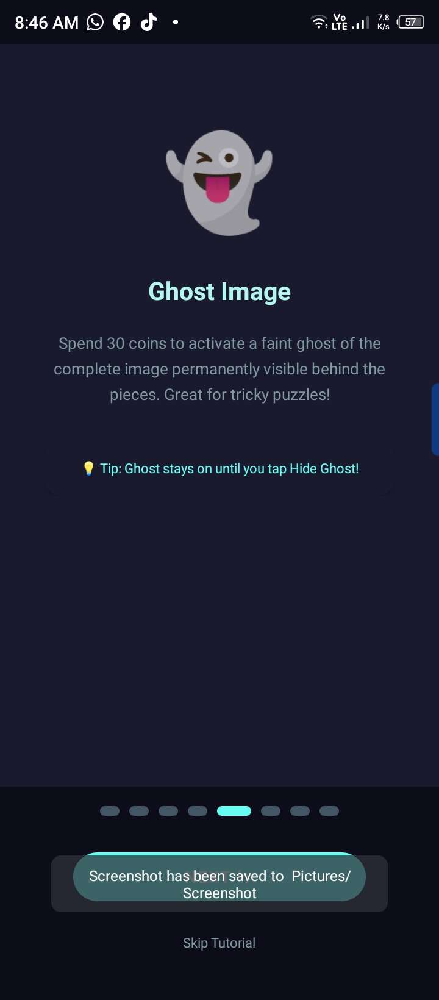 8:46 AM
Vo
LTE
7.8
K/s
57
Ghost Image
Spend 30 coins to activate a faint ghost of the
complete image permanently visible behind the
pieces. Great for tricky puzzles!
💡 Tip: Ghost stays on until you tap Hide Ghost!
Screenshot has been saved to Pictures/
Screenshot
Skip Tutorial